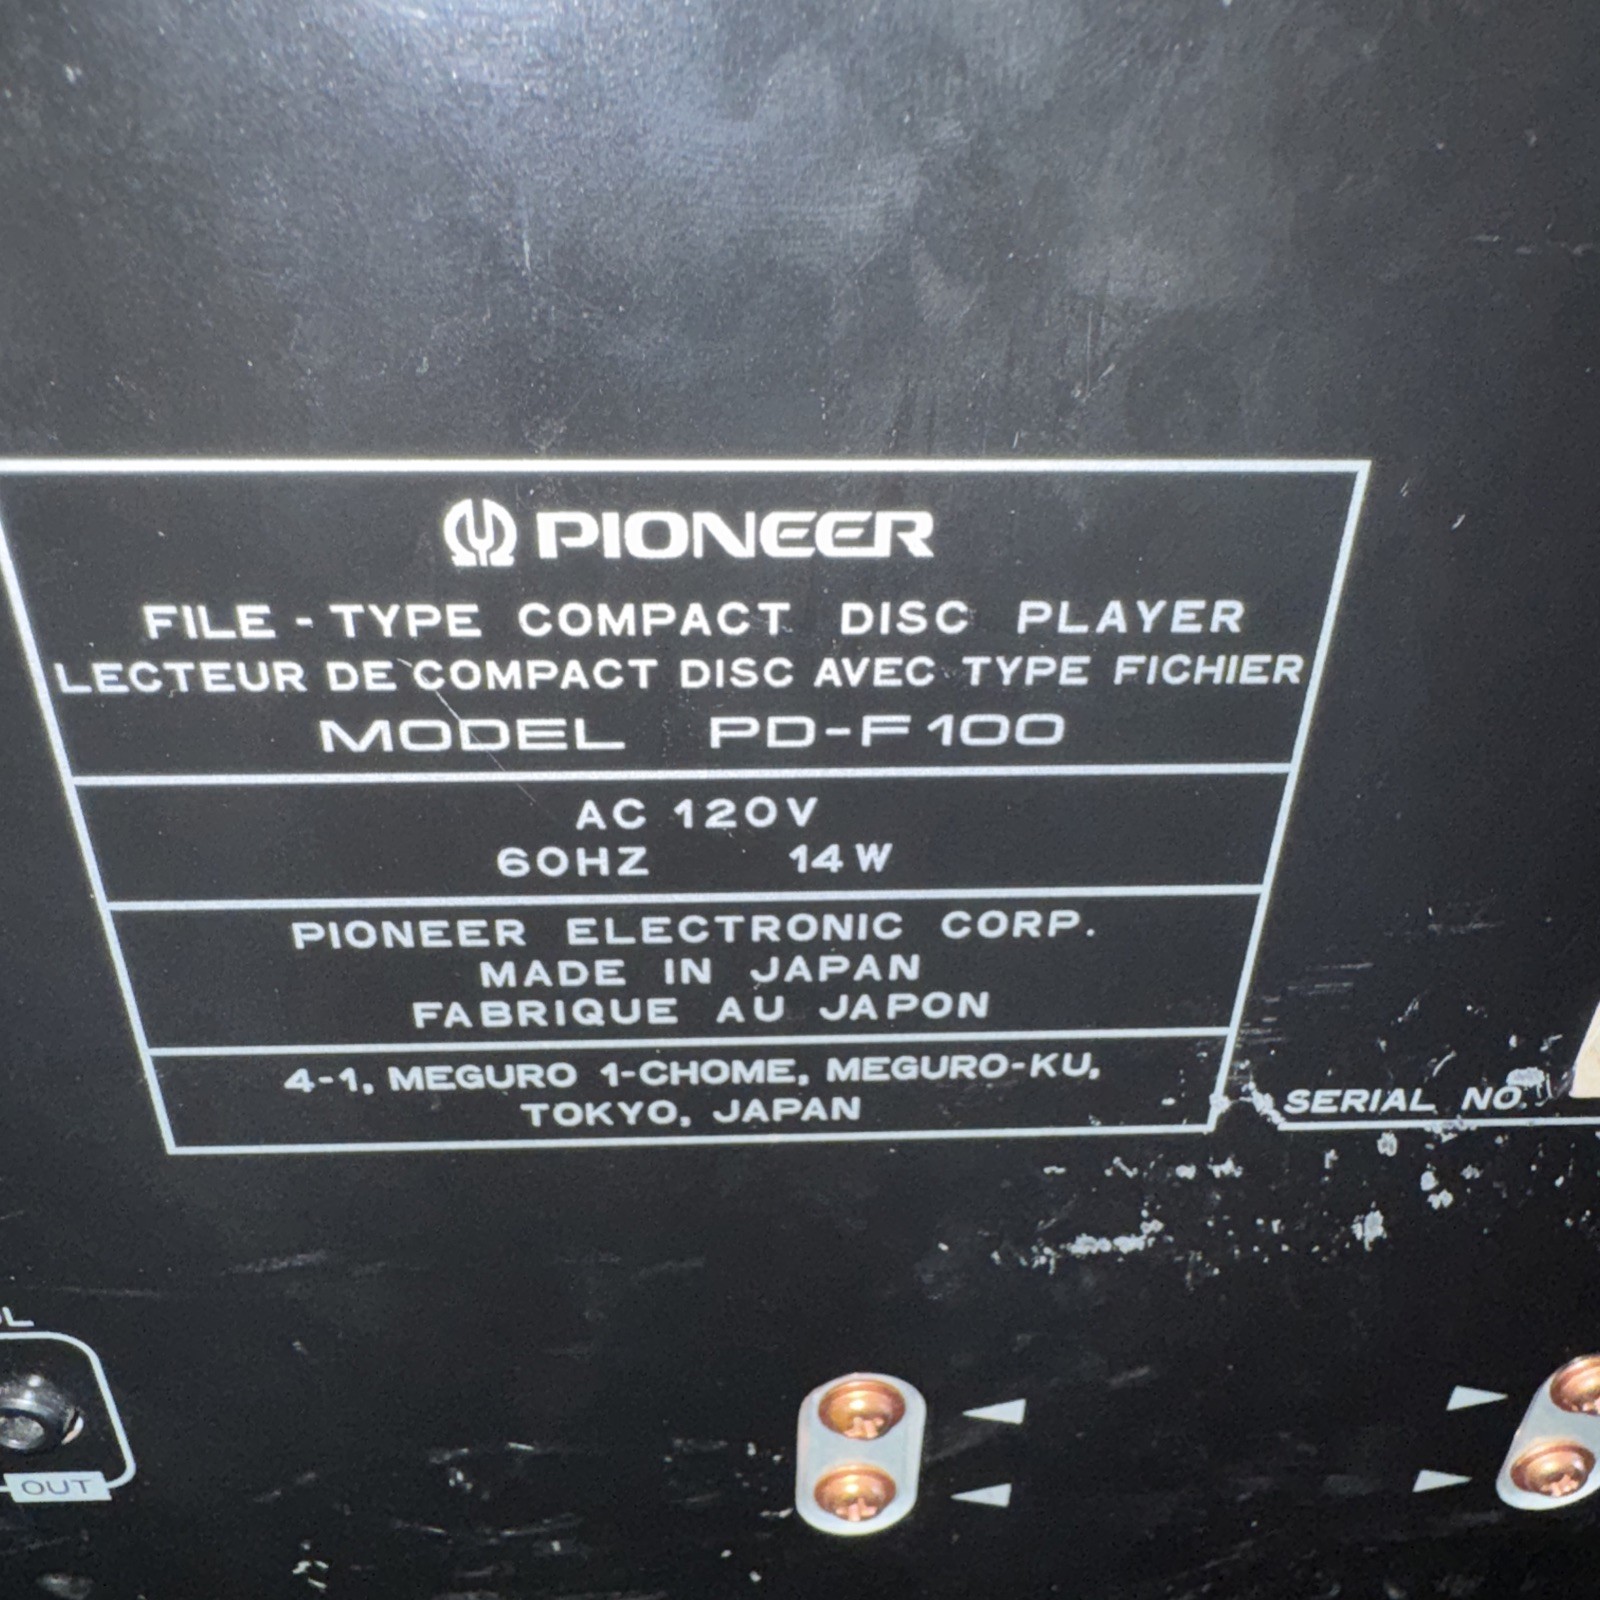 PIONEER
FILE-TYPE COMPACT DISC PLAYER
LECTEUR DE COMPACT DISC AVEC TYPE FICHIER
MODEL PD-F100
AC 120V
60HZ 14W
PIONEER ELECTRONIC CORP.
MADE IN JAPAN
FABRIQUE AU JAPON
4-1, MEGURO 1-CHOME, MEGURO-KU,
TOKYO, JAPAN
SERIAL NO.
OUT